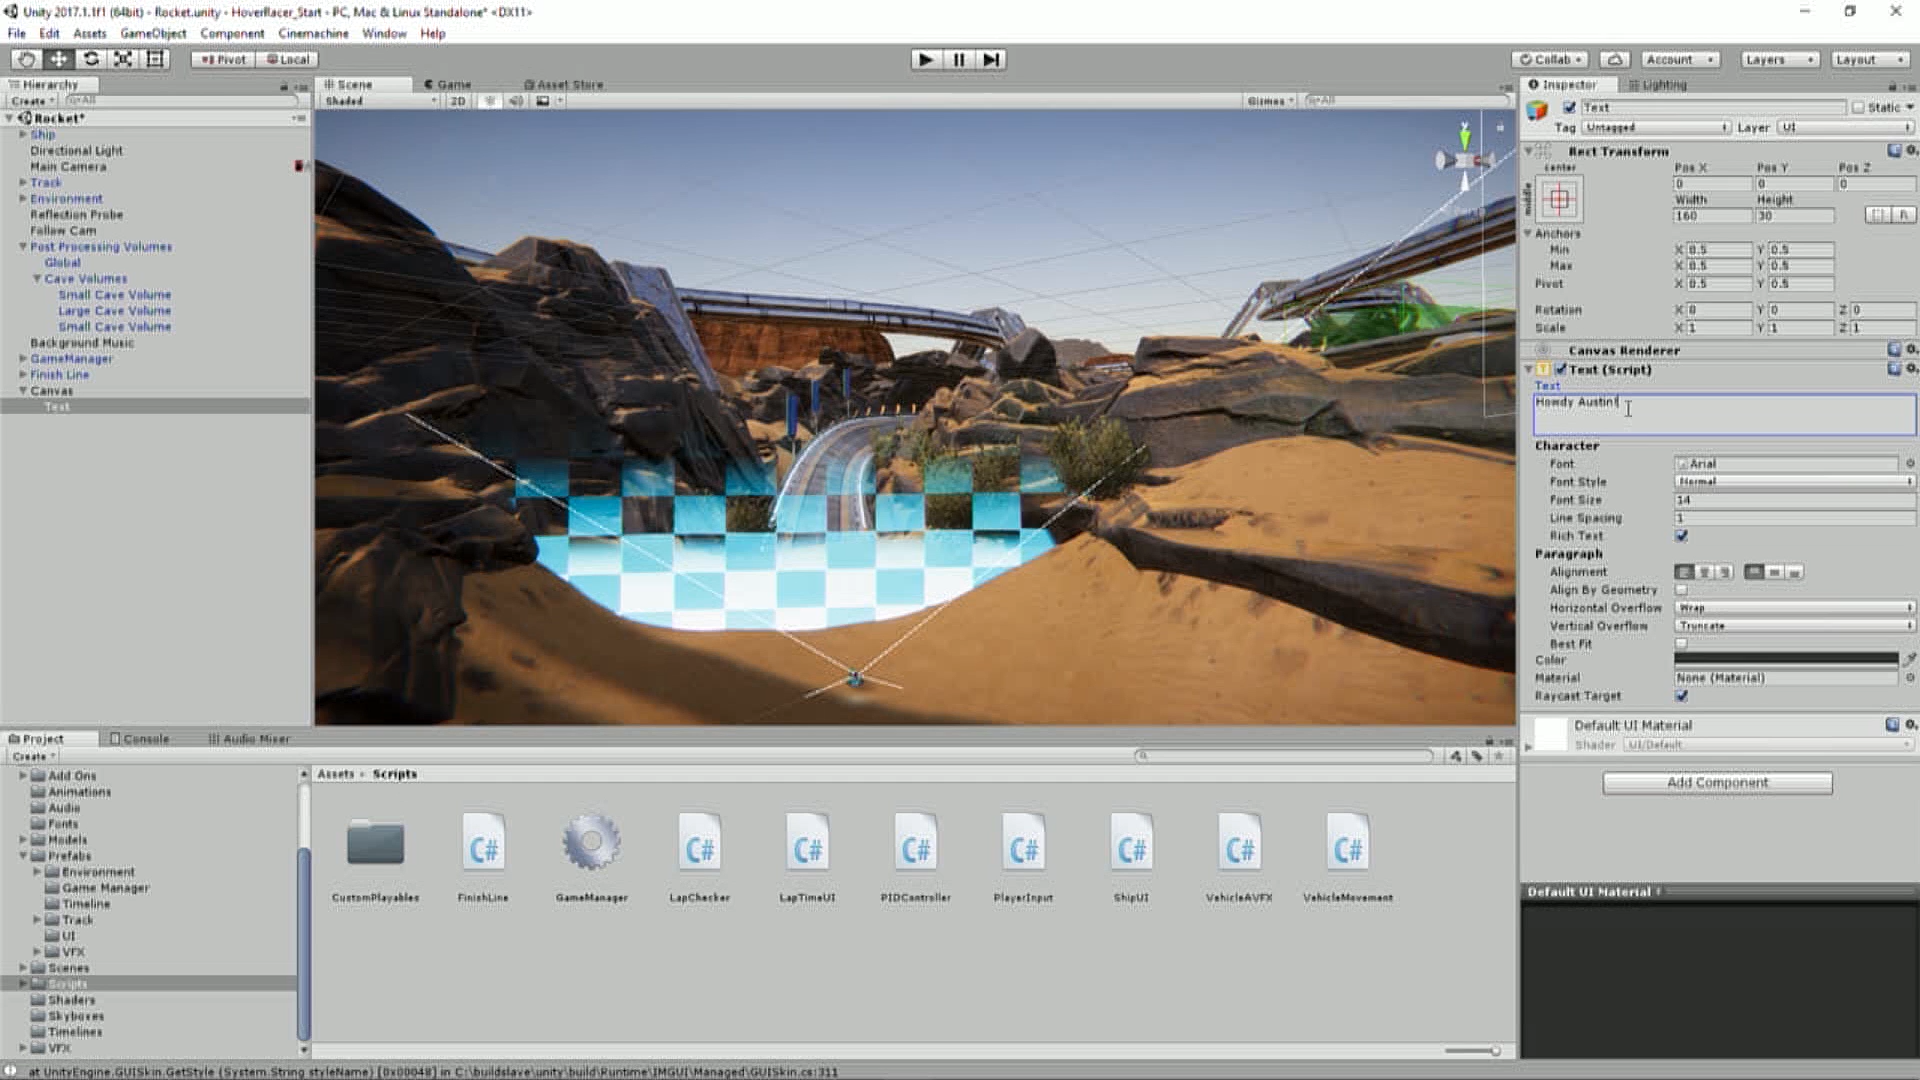 Unity 2017.1.1f1 (64bit) - Rocket.unity - HoverRacer_Start - PC, Mac & Linux Standalone* <DX11>
File Edit Assets GameObject Component Cinemachine Window Help
Pivot Local
Collab Account Layers Layout
Hierarchy
Create All
Rocket*
Ship
Directional Light
Main Camera
Track
Environment
Reflection Probe
Follow Cam
Post Processing Volumes
Global
Cave Volumes
Small Cave Volume
Large Cave Volume
Small Cave Volume
Background Music
GameManager
Finish Line
Canvas
Text
Scene Game Asset Store
Shaded 2D Gizmos All
y
Inspector Lighting
Text Static
Tag Untagged Layer UI
Rect Transform
center Pos X Pos Y Pos Z
middle 0 0 0
Width Height
160 30 R
Anchors
Min X 0.5 Y 0.5
Max X 0.5 Y 0.5
Pivot X 0.5 Y 0.5
Rotation X 0 Y 0 Z 0
Scale X 1 Y 1 Z 1
Canvas Renderer
Text (Script)
Text
Howdy Austin!
Character
Font Arial
Font Style Normal
Font Size 14
Line Spacing 1
Rich Text
Paragraph
Alignment
Align By Geometry
Horizontal Overflow Wrap
Vertical Overflow Truncate
Best Fit
Color
Material None (Material)
Raycast Target
Default UI Material
Shader UI/Default
Add Component
Default UI Material
Project Console Audio Mixer
Create
Add Ons
Animations
Audio
Fonts
Models
Prefabs
Environment
Game Manager
Timeline
Track
UI
VFX
Scenes
Scripts
Shaders
Skyboxes
Timelines
VFX
Assets Scripts
C# C# C# C# C# C# C# C#
CustomPlayables FinishLine GameManager LapChecker LapTimeUI PIDController PlayerInput ShipUI VehicleAVFX VehicleMovement
at UnityEngine.GUISkin.GetStyle (System.String styleName) [0x00048] in C:\buildslave\unity\build\Runtime\IMGUI\Managed\GUISkin.cs:311